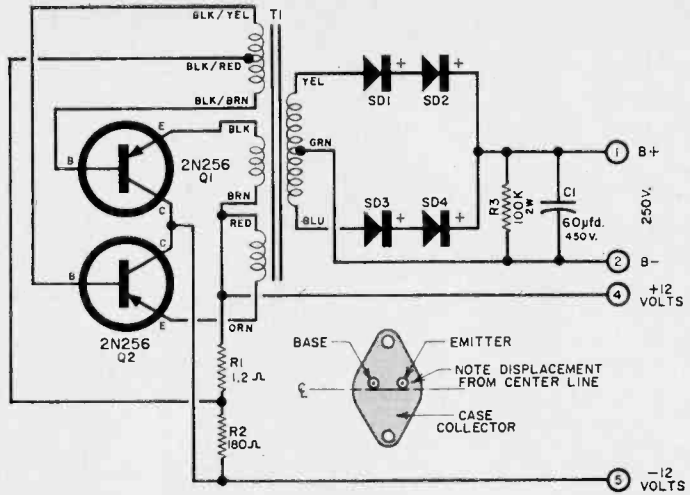 BLK/YEL
T1
BLK/RED
BLK/BRN
E
BLK
B
2N256
Q1
C
BRN
RED
C
B
E
ORN
2N256
Q2
YEL
SD1
+
SD2
+
GRN
BLU
SD3
+
SD4
+
R3
100K
2W
C1
60µfd.
450V.
1
B+
250V.
2
B-
4
+12
VOLTS
R1
1.2Ω
R2
180Ω
BASE
EMITTER
NOTE DISPLACEMENT
FROM CENTER LINE
℄
CASE
COLLECTOR
5
-12
VOLTS